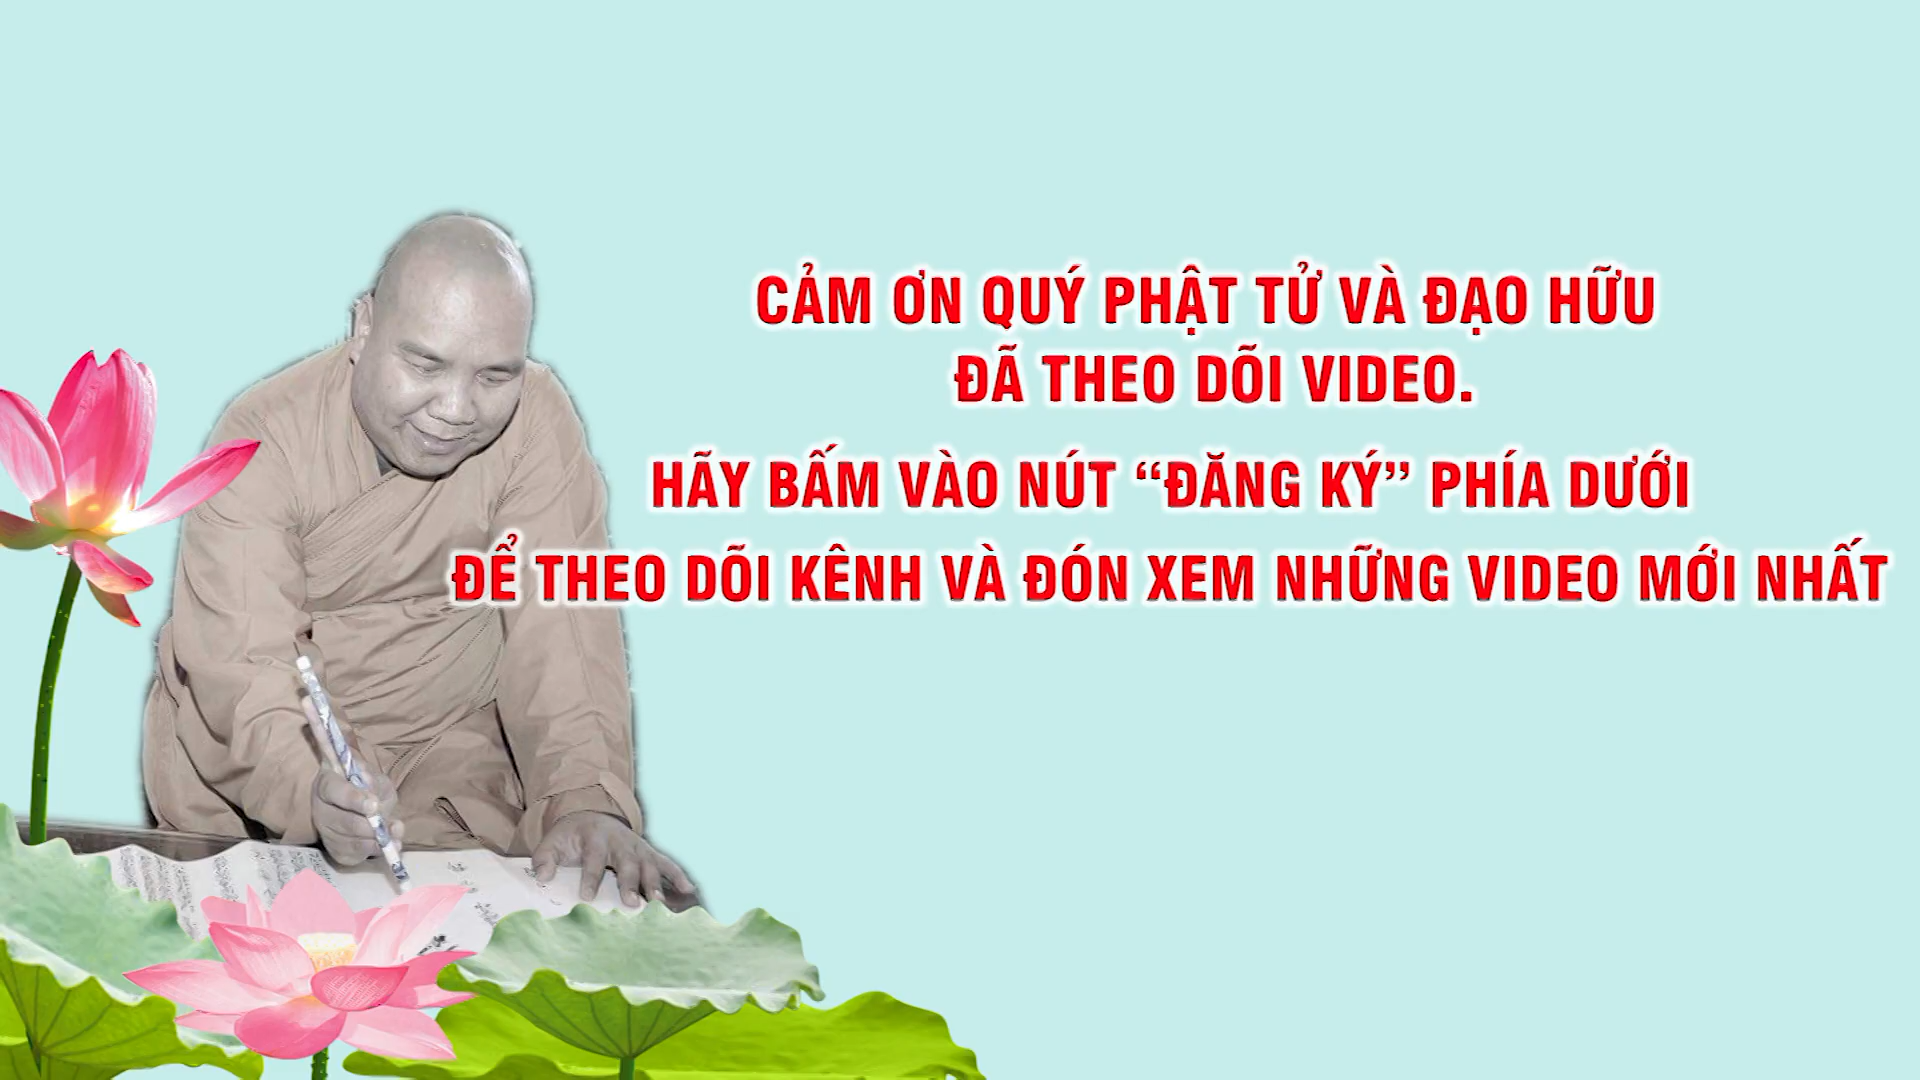 CẢM ƠN QUÝ PHẬT TỬ VÀ ĐẠO HỮU
ĐÃ THEO DÕI VIDEO.
HÃY BẤM VÀO NÚT “ĐĂNG KÝ” PHÍA DƯỚI
ĐỂ THEO DÕI KÊNH VÀ ĐÓN XEM NHỮNG VIDEO MỚI NHẤT